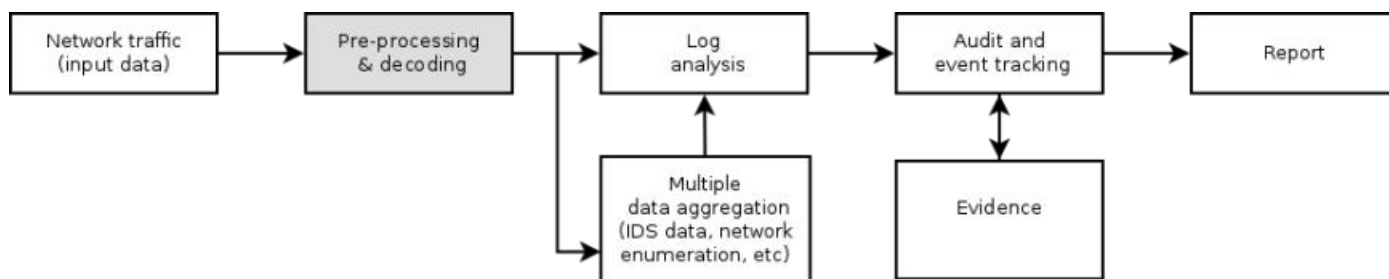 Network traffic
(input data)
Pre-processing
& decoding
Log
analysis
Audit and
event tracking
Report
Multiple
data aggregation
(IDS data, network
enumeration, etc)
Evidence